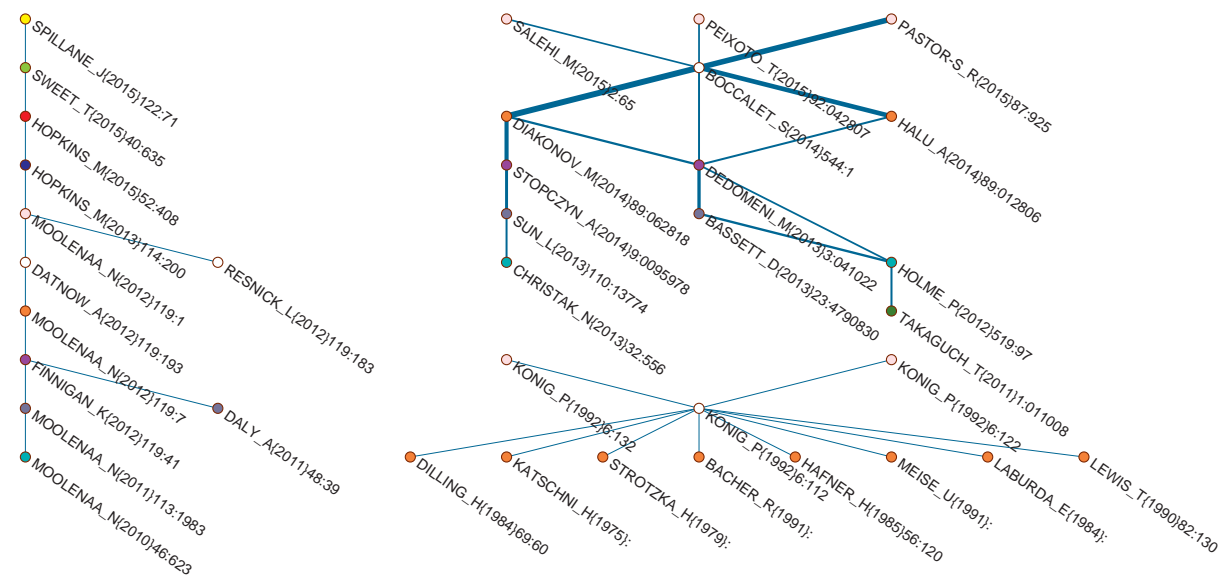 SPILLANE_J{2015}122:71
SWEET_T{2015}40:635
HOPKINS_M{2015}52:408
HOPKINS_M{2013}114:200
MOOLENAA_N{2012}119:1
RESNICK_L{2012}119:183
DATNOW_A{2012}119:193
MOOLENAA_N{2012}119:7
FINNIGAN_K{2012}119:41
DALY_A{2011}48:39
MOOLENAA_N{2011}113:1983
MOOLENAA_N{2010}46:623
SALEHI_M{2015}2:65
PEIXOTO_T{2015}92:042807
PASTOR-S_R{2015}87:925
BOCCALET_S{2014}544:1
DIAKONOV_M{2014}89:062818
HALU_A{2014}89:012806
STOPCZYN_A{2014}9:0095978
DEDOMENI_M{2013}3:041022
SUN_L{2013}110:13774
BASSETT_D{2013}23:4790830
CHRISTAK_N{2013}32:556
HOLME_P{2012}519:97
TAKAGUCH_T{2011}1:011008
KONIG_P{1992}6:132
KONIG_P{1992}6:122
KONIG_P{1992}6:112
DILLING_H{1984}69:60
KATSCHNI_H{1975}:
STROTZKA_H{1979}:
BACHER_R{1991}:
HAFNER_H{1985}56:120
MEISE_U{1991}:
LABURDA_E{1984}:
LEWIS_T{1990}82:130